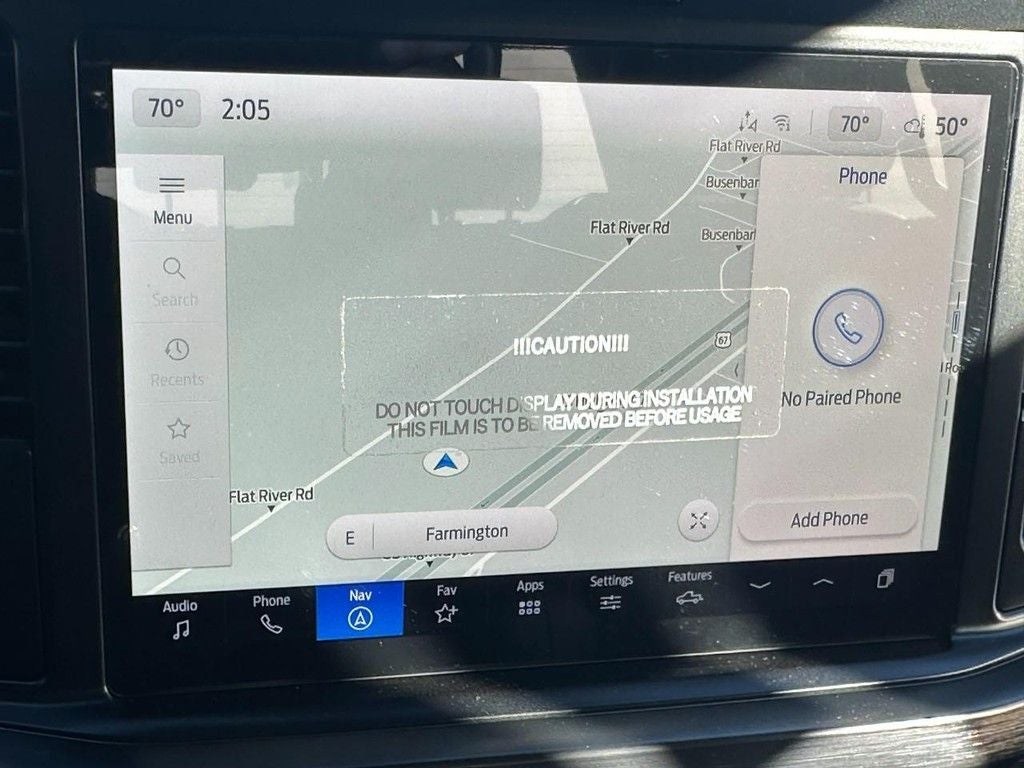 70° 2:05 70° 50°
Menu
Search
Recents
Saved
Flat River Rd
Busenbar
Flat River Rd
Busenbar
67
Flat River Rd
!!!CAUTION!!!
DO NOT TOUCH DISPLAY DURING INSTALLATION
THIS FILM IS TO BE REMOVED BEFORE USAGE
Phone
No Paired Phone
Add Phone
E Farmington
Audio
Phone
Nav
Fav
Apps
Settings
Features